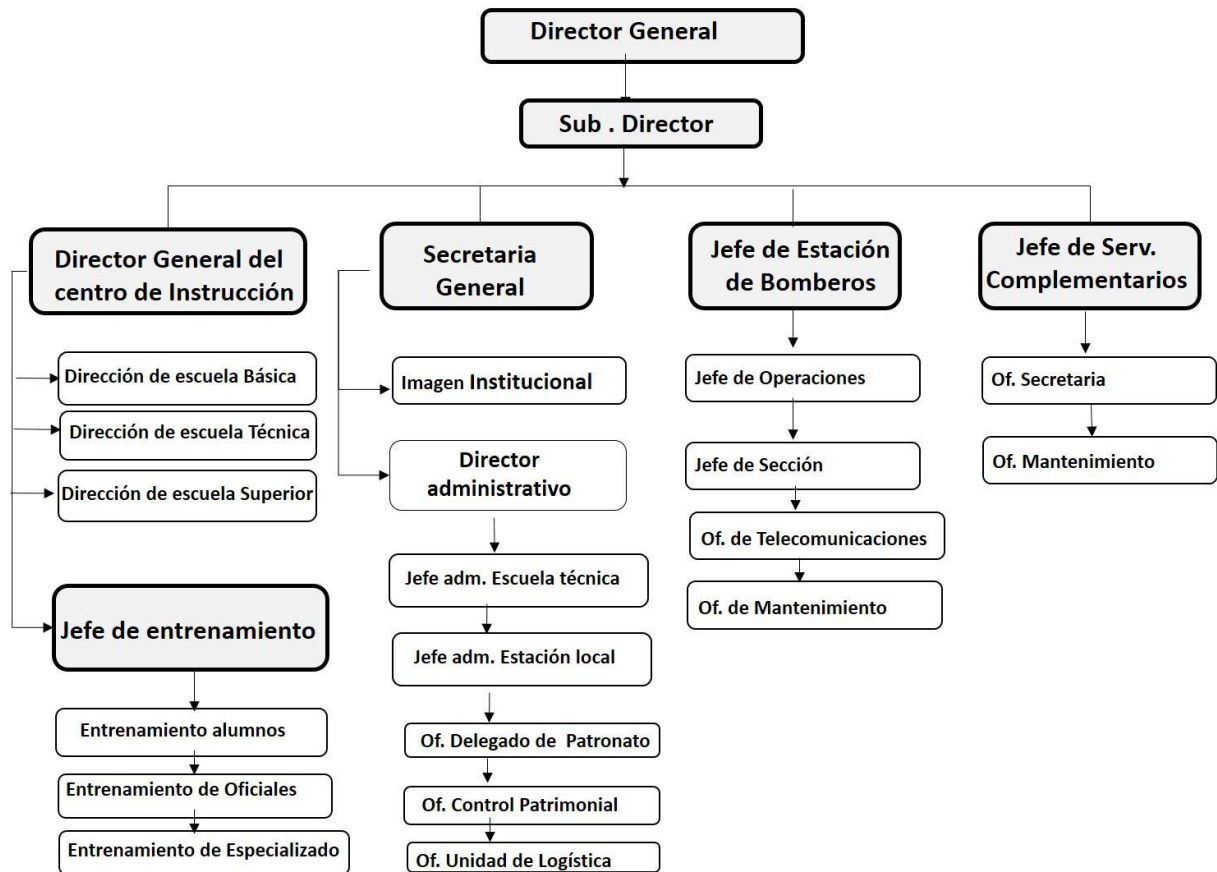 Director General
Sub . Director
Director General del
centro de Instrucción
Dirección de escuela Básica
Dirección de escuela Técnica
Dirección de escuela Superior
Jefe de entrenamiento
Entrenamiento alumnos
Entrenamiento de Oficiales
Entrenamiento de Especializado
Secretaria
General
Imagen Institucional
Director
administrativo
Jefe adm. Escuela técnica
Jefe adm. Estación local
Of. Delegado de Patronato
Of. Control Patrimonial
Of. Unidad de Logística
Jefe de Estación
de Bomberos
Jefe de Operaciones
Jefe de Sección
Of. de Telecomunicaciones
Of. de Mantenimiento
Jefe de Serv.
Complementarios
Of. Secretaria
Of. Mantenimiento